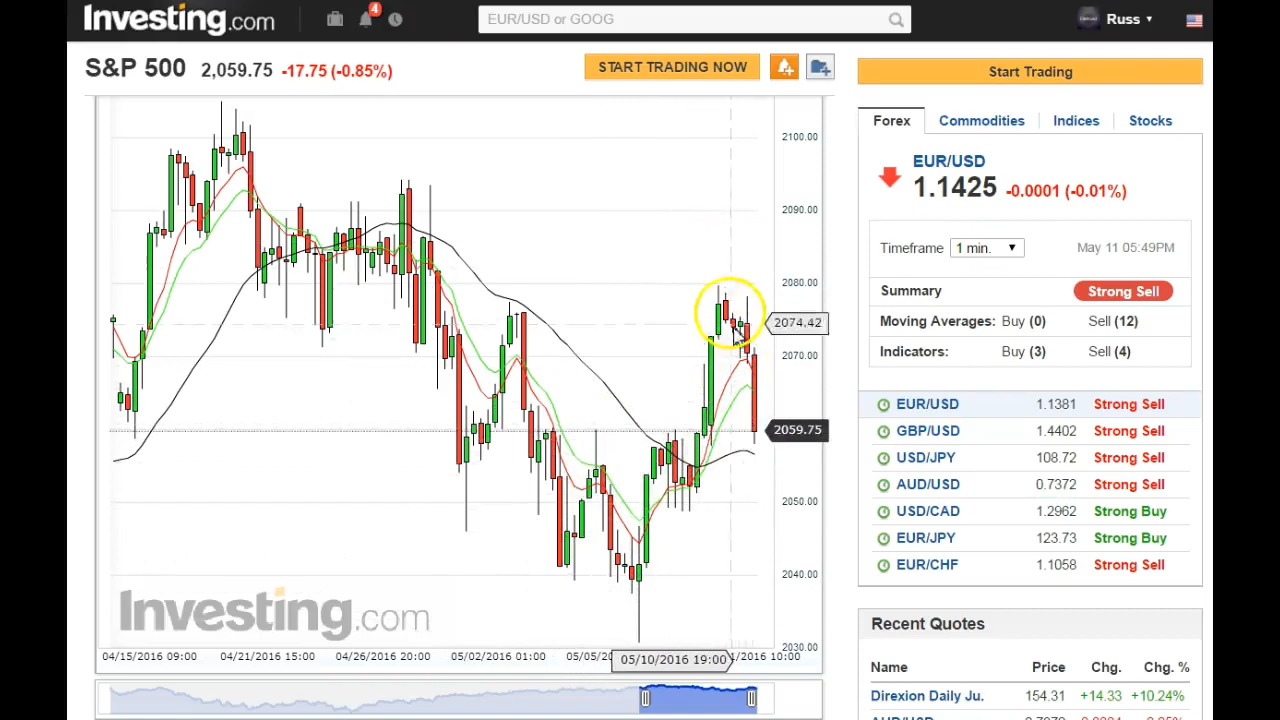 Investing.com
4
EUR/USD or GOOG
Russ
S&P 500 2,059.75 -17.75 (-0.85%)
START TRADING NOW
2100.00
2090.00
2080.00
2074.42
2070.00
2059.75
2050.00
2040.00
2030.00
Investing.com
04/15/2016 09:00 04/21/2016 15:00 04/26/2016 20:00 05/02/2016 01:00 05/05/ 05/10/2016 19:00 1/2016 10:00
Start Trading
Forex Commodities Indices Stocks
EUR/USD
1.1425 -0.0001 (-0.01%)
Timeframe 1 min. May 11 05:49PM
Summary Strong Sell
Moving Averages: Buy (0) Sell (12)
Indicators: Buy (3) Sell (4)
EUR/USD 1.1381 Strong Sell
GBP/USD 1.4402 Strong Sell
USD/JPY 108.72 Strong Sell
AUD/USD 0.7372 Strong Sell
USD/CAD 1.2962 Strong Buy
EUR/JPY 123.73 Strong Buy
EUR/CHF 1.1058 Strong Sell
Recent Quotes
Name Price Chg. Chg. %
Direxion Daily Ju. 154.31 +14.33 +10.24%